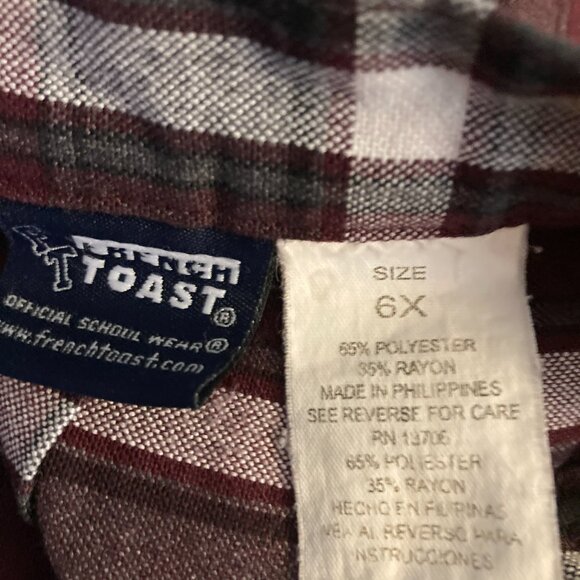 FRENCH
TOAST®
OFFICIAL SCHOOL WEAR®
www.frenchtoast.com
SIZE
6X
65% POLYESTER
35% RAYON
MADE IN PHILIPPINES
SEE REVERSE FOR CARE
RN 13706
65% POLIESTER
35% RAYON
HECHO EN FILIPINAS
VEA AL REVERSO PARA
INSTRUCCIONES